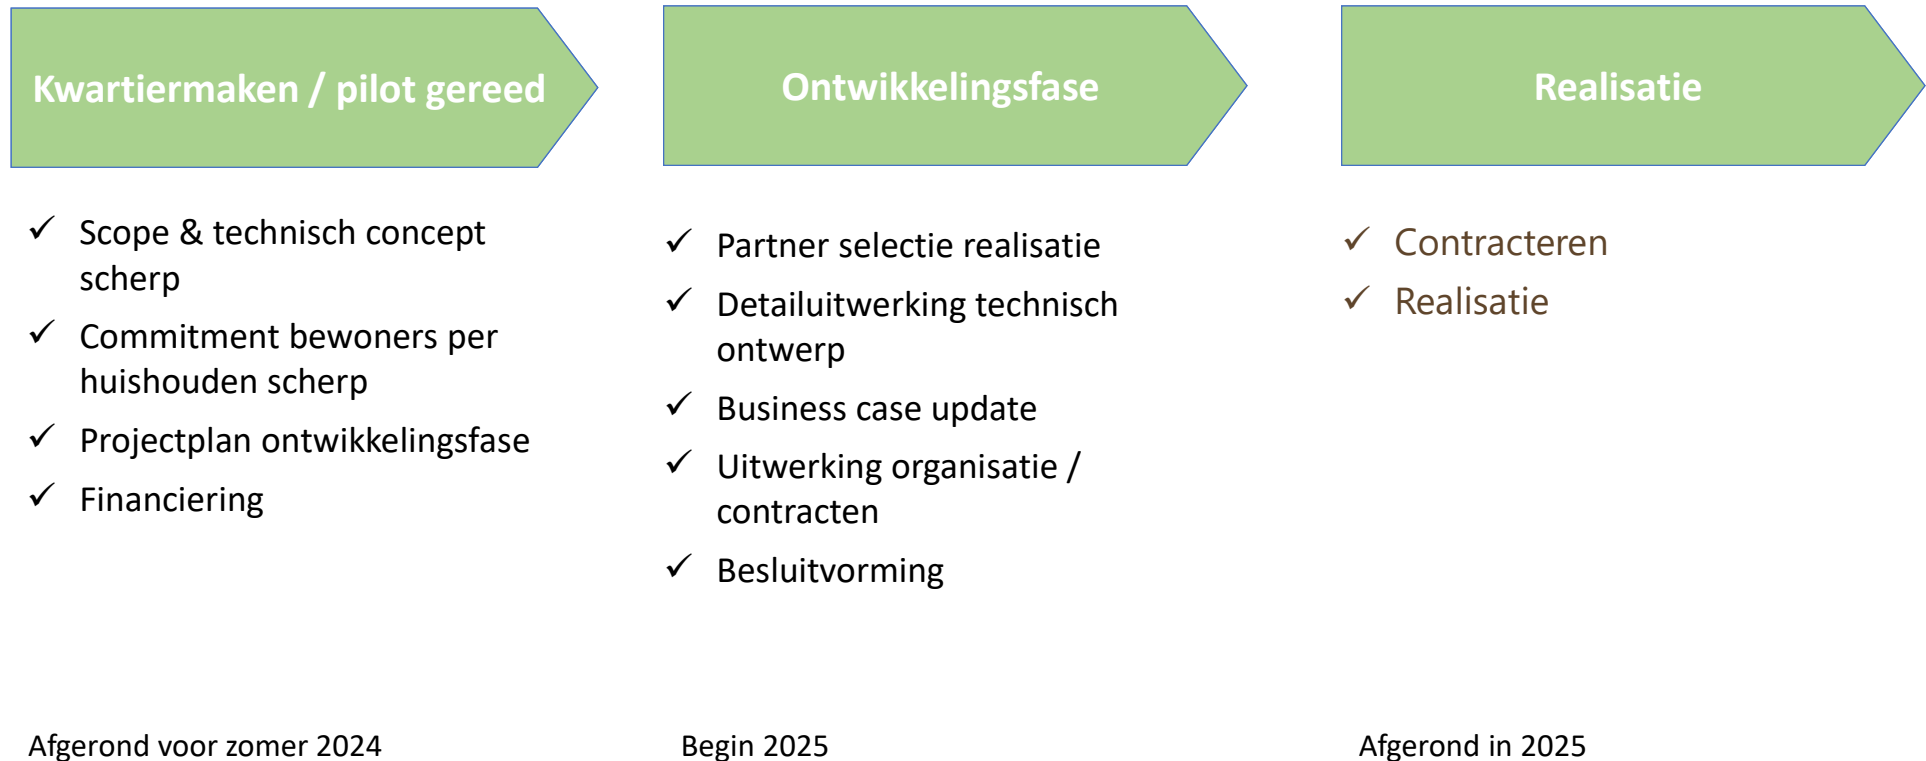 Kwartiermaken / pilot gereed
✓ Scope & technisch concept
scherp
✓ Commitment bewoners per
huishouden scherp
✓ Projectplan ontwikkelingsfase
✓ Financiering
Afgerond voor zomer 2024
Ontwikkelingsfase
✓ Partner selectie realisatie
✓ Detailuitwerking technisch
ontwerp
✓ Business case update
✓ Uitwerking organisatie /
contracten
✓ Besluitvorming
Begin 2025
Realisatie
✓ Contracteren
✓ Realisatie
Afgerond in 2025